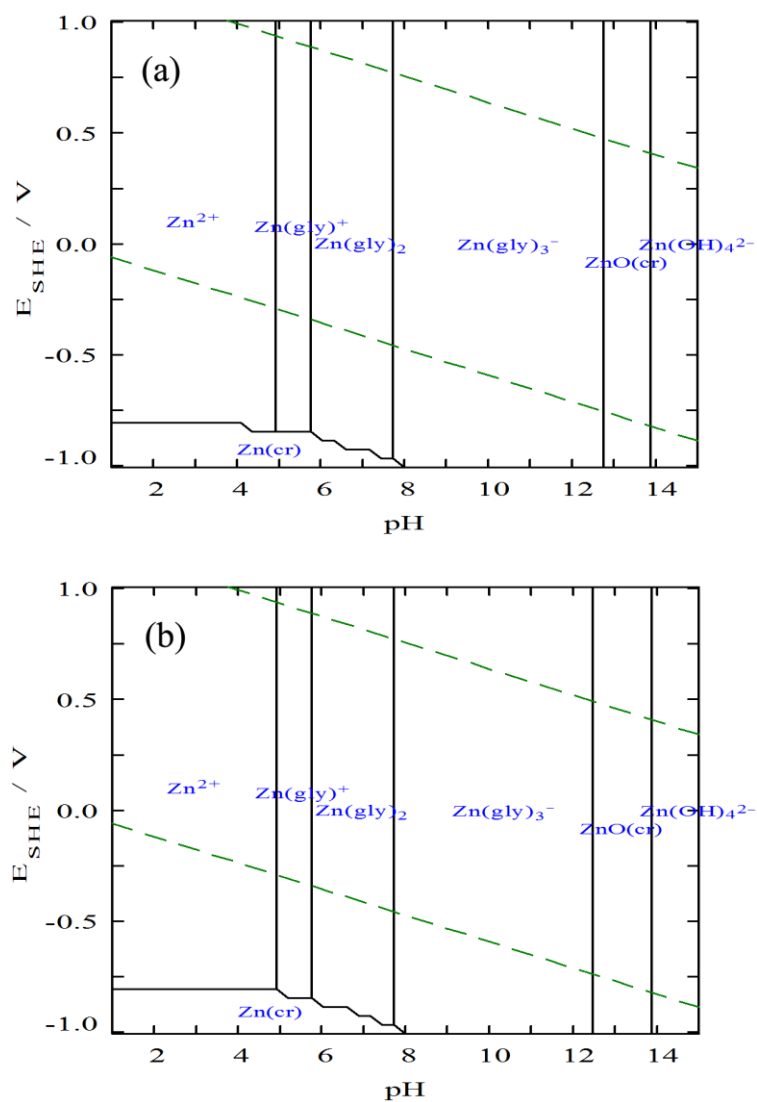 (a)
1.0
0.5
0.0
-0.5
-1.0
E SHE / V
Zn²⁺
Zn(gly)⁺
Zn(gly)₂
Zn(gly)₃⁻
ZnO(cr)
Zn(OH)₄²⁻
Zn(cr)
2 4 6 8 10 12 14
pH
(b)
1.0
0.5
0.0
-0.5
-1.0
E SHE / V
Zn²⁺
Zn(gly)⁺
Zn(gly)₂
Zn(gly)₃⁻
ZnO(cr)
Zn(OH)₄²⁻
Zn(cr)
2 4 6 8 10 12 14
pH